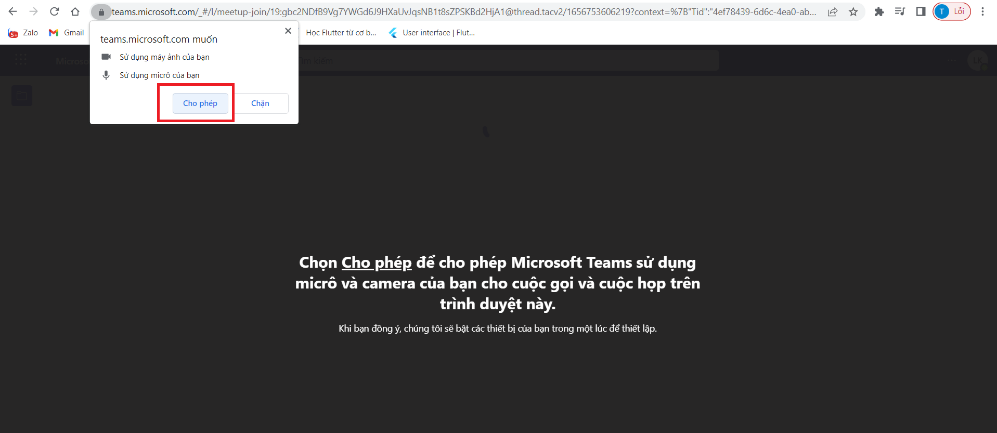 teams.microsoft.com/_#/l/meetup-join/19:gbc2NDfB9Vg7YWGd6J9HXaUvJqsNB1t8sZPSKBd2HjA1@thread.tacv2/1656753606219?context=%7B"Tid":"4ef78439-6d6c-4ea0-ab...
T Lỗi
Zalo
Gmail
Học Flutter từ cơ b...
User interface | Flut...
teams.microsoft.com muốn
Sử dụng máy ảnh của bạn
Sử dụng micrô của bạn
Cho phép
Chặn
Chọn Cho phép để cho phép Microsoft Teams sử dụng
micrô và camera của bạn cho cuộc gọi và cuộc họp trên
trình duyệt này.
Khi bạn đồng ý, chúng tôi sẽ bật các thiết bị của bạn trong một lúc để thiết lập.